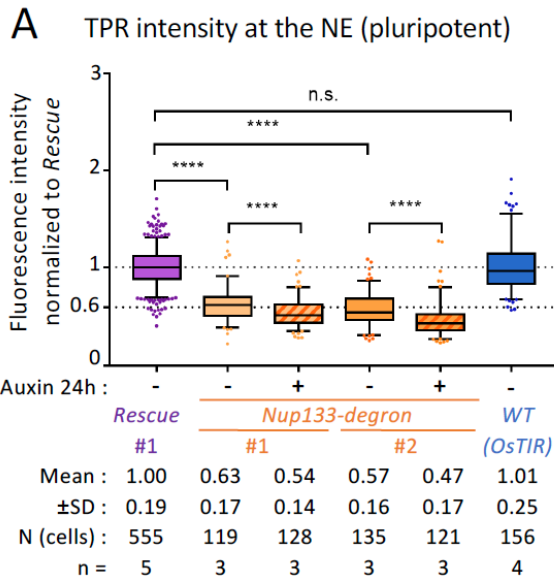 A TPR intensity at the NE (pluripotent)
Fluorescence intensity
normalized to Rescue
3
2
1
0.6
0
n.s.
****
****
****
****
Auxin 24h : - - + - + -
Rescue Nup133-degron WT
#1 #1 #2 (OsTIR)
Mean : 1.00 0.63 0.54 0.57 0.47 1.01
±SD : 0.19 0.17 0.14 0.16 0.17 0.25
N (cells) : 555 119 128 135 121 156
n = 5 3 3 3 3 4